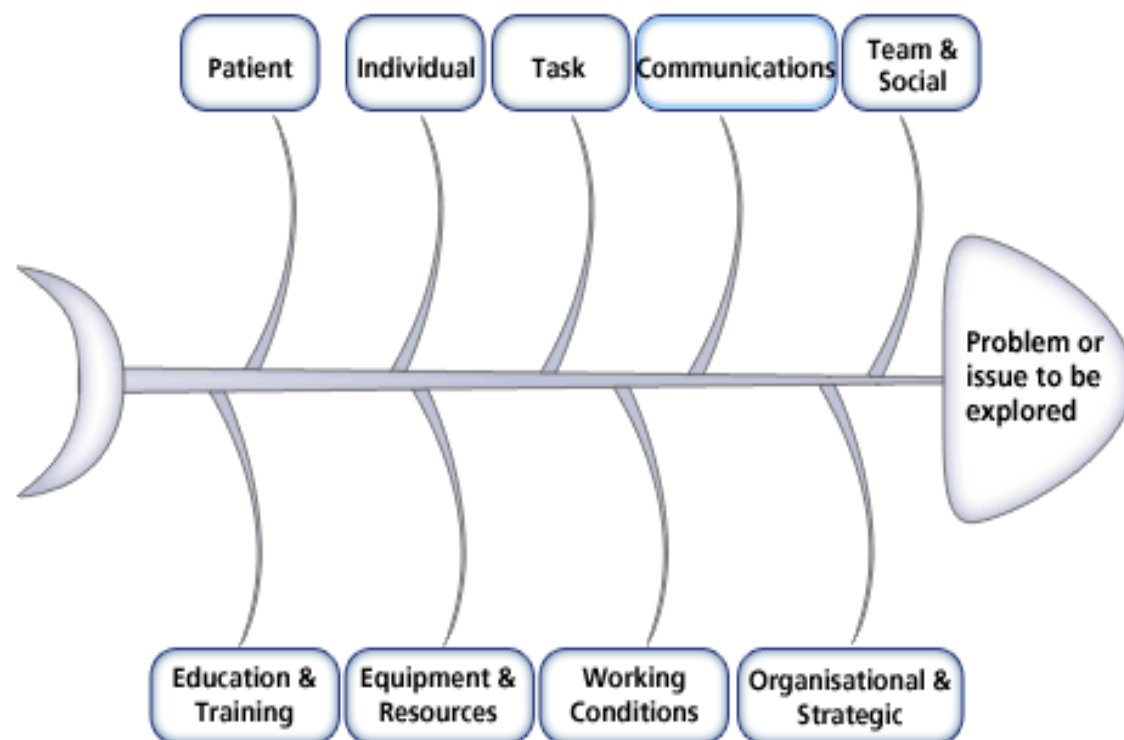 Patient
Individual
Task
Communications
Team &
Social
Problem or
issue to be
explored
Education &
Training
Equipment &
Resources
Working
Conditions
Organisational &
Strategic